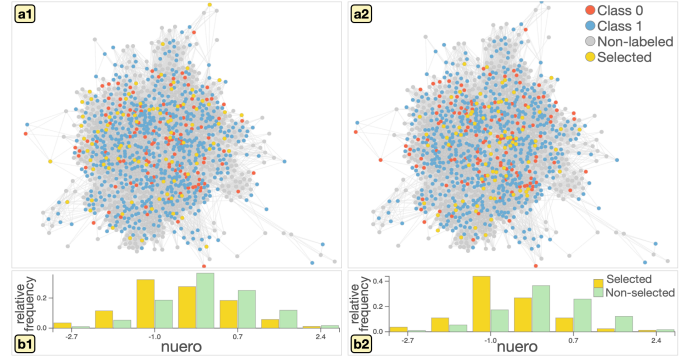 a1
a2
Class 0
Class 1
Non-labeled
Selected
relative
frequency
0.2
0.0
-2.7
-1.0
0.7
2.4
nuero
b1
relative
frequency
0.4
0.2
0.0
-2.7
-1.0
0.7
2.4
nuero
b2
Selected
Non-selected